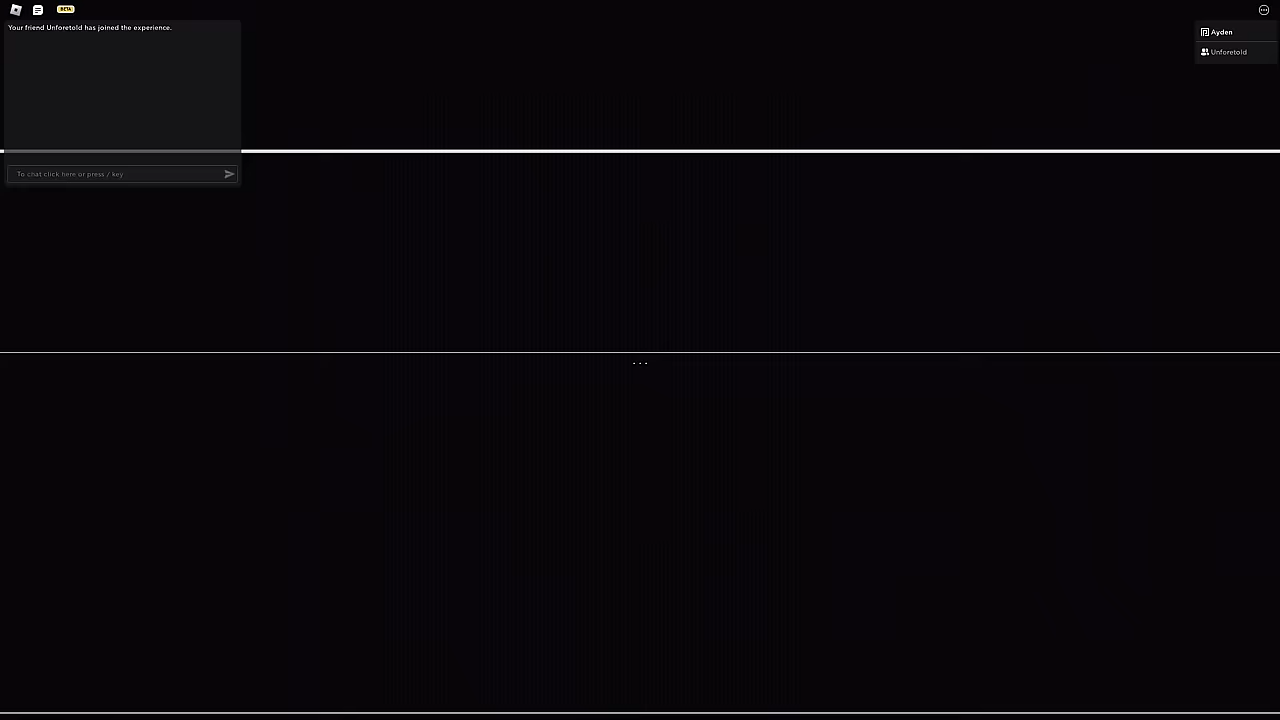 BETA
Your friend Unforetold has joined the experience.
Ayden
Unforetold
To chat click here or press / key
...